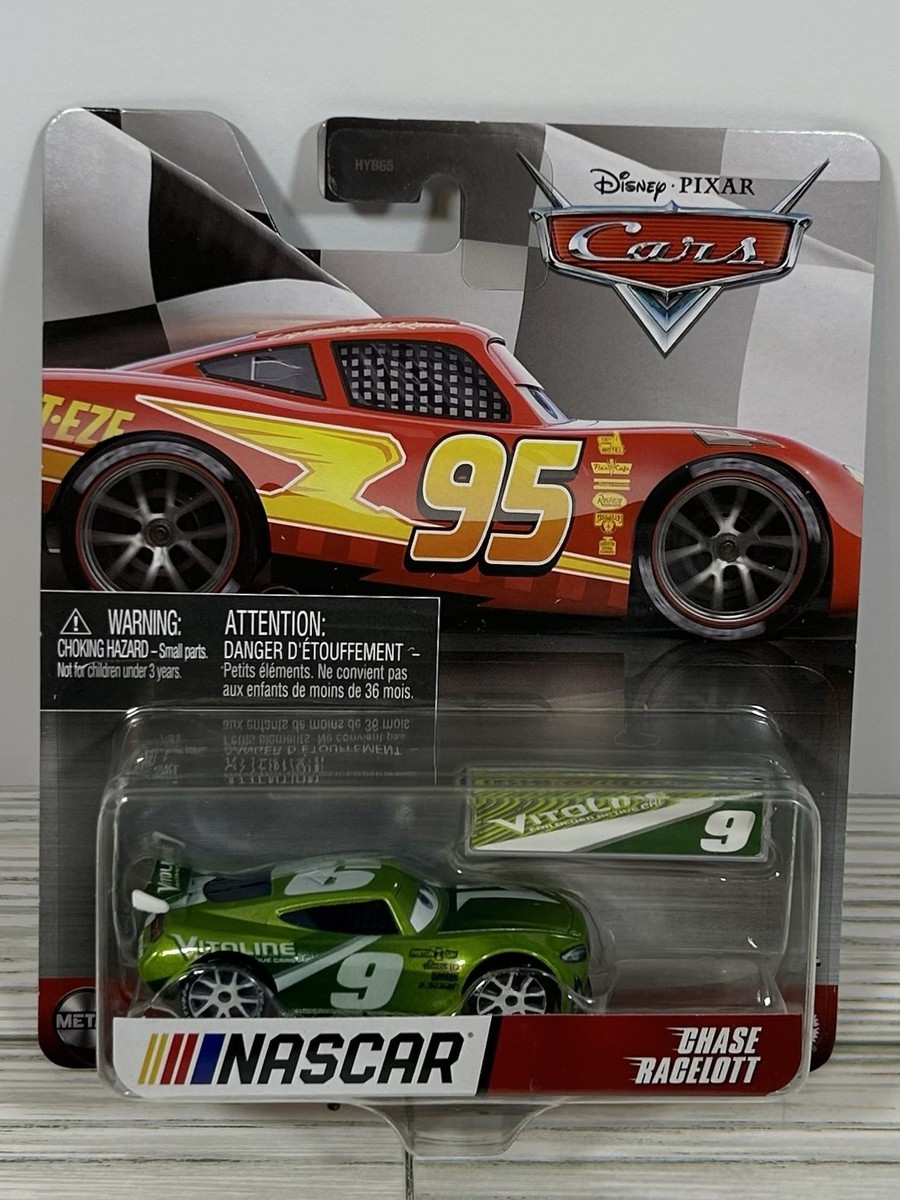 HYB65
Disney · PIXAR
Cars
T·EZE
95
WARNING:
CHOKING HAZARD – Small parts.
Not for children under 3 years.
ATTENTION:
DANGER D'ÉTOUFFEMENT –
Petits éléments. Ne convient pas
aux enfants de moins de 36 mois.
VITOLINE
9
VITOLINE
9
META
NASCAR
CHASE
RACELOTT